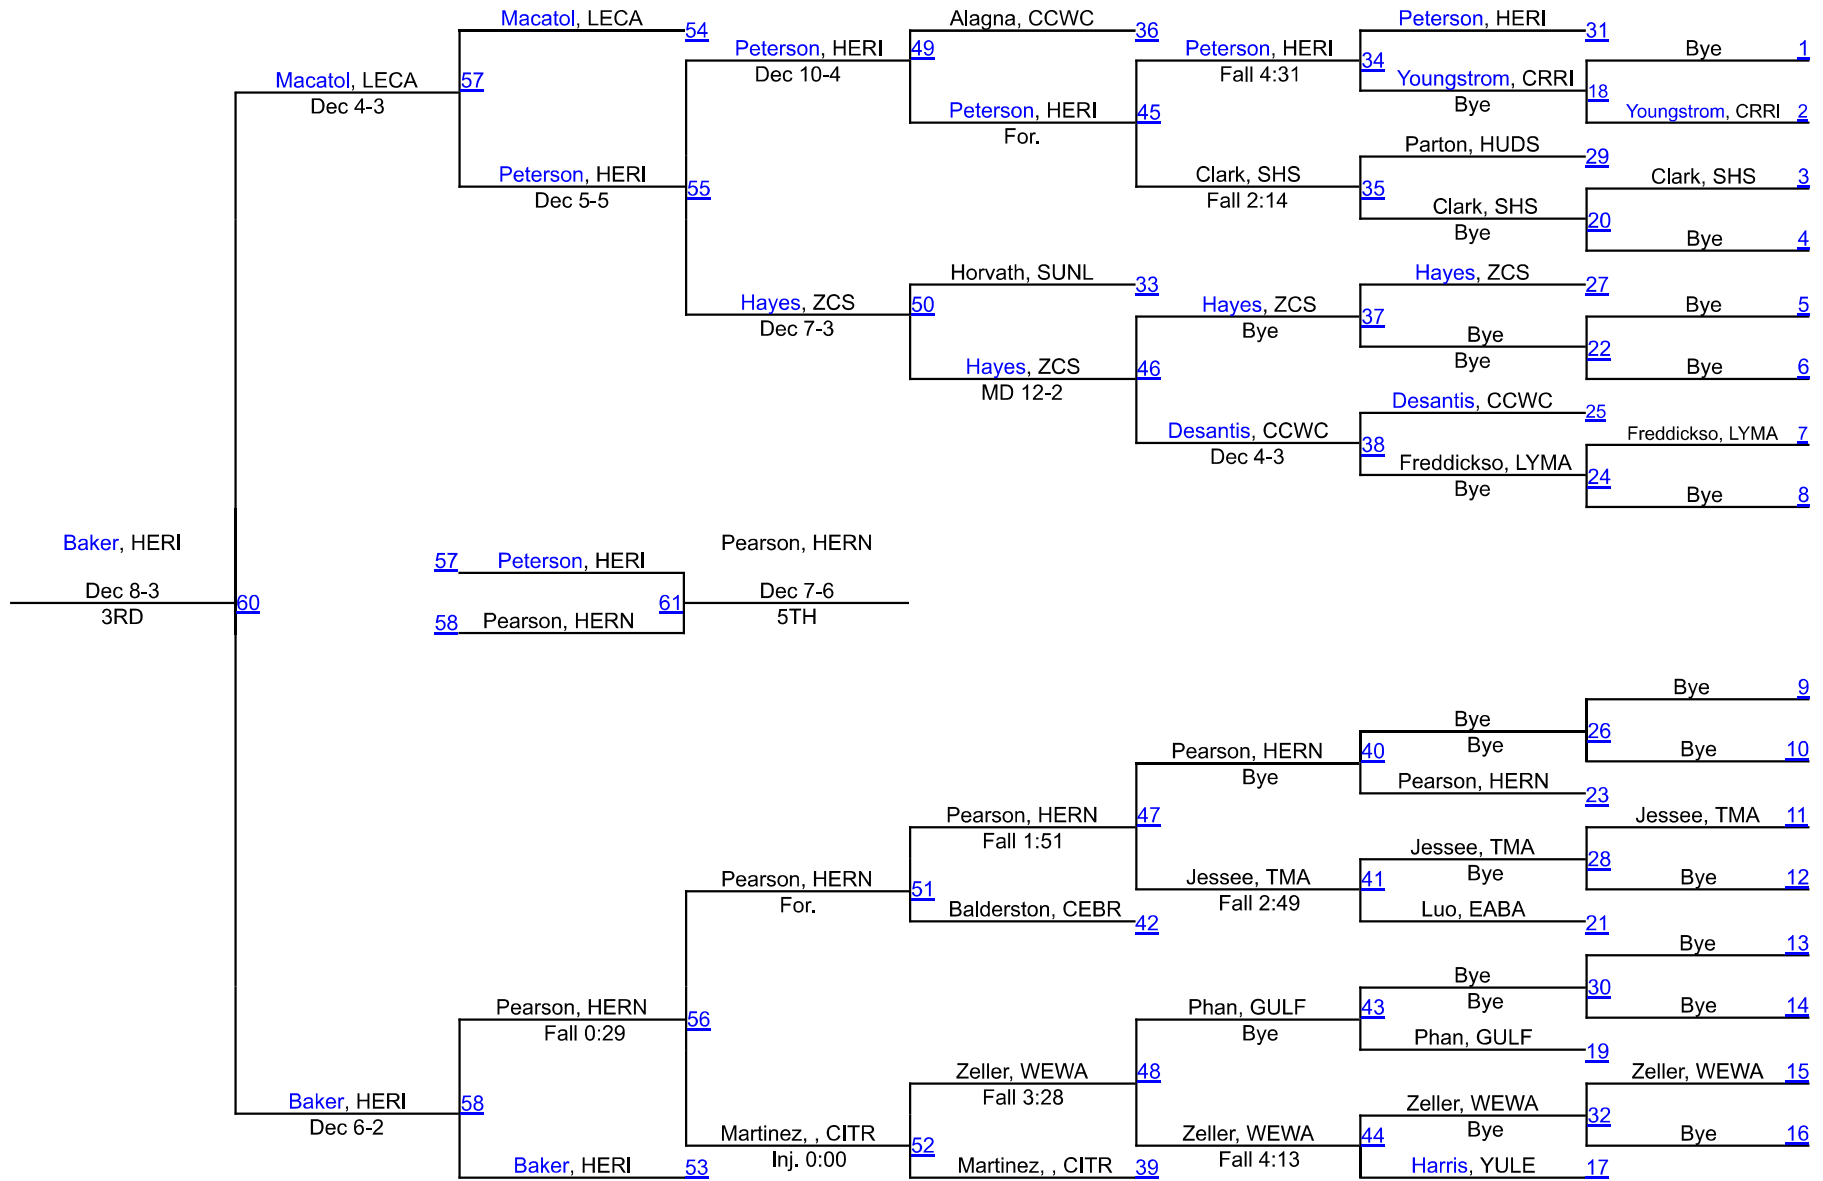 Macatol, LECA
54
Alagna, CCWC
36
Peterson, HERI
31
Peterson, HERI
49
Dec 10-4
Peterson, HERI
34
Fall 4:31
Bye
1
Macatol, LECA
57
Dec 4-3
Youngstrom, CRRI
18
Bye
Peterson, HERI
45
For.
Youngstrom, CRRI
2
Parton, HUDS
29
Peterson, HERI
55
Dec 5-5
Clark, SHS
35
Fall 2:14
Clark, SHS
3
Clark, SHS
20
Bye
Bye
4
Horvath, SUNL
33
Hayes, ZCS
27
Hayes, ZCS
50
Dec 7-3
Hayes, ZCS
37
Bye
Bye
5
Bye
22
Bye
Hayes, ZCS
46
MD 12-2
Bye
6
Desantis, CCWC
25
Desantis, CCWC
38
Dec 4-3
Freddickso, LYMA
7
Freddickso, LYMA
24
Bye
Bye
8
Baker, HERI
60
Dec 8-3
3RD
57
Peterson, HERI
Pearson, HERN
61
Dec 7-6
5TH
58
Pearson, HERN
Bye
9
Bye
26
Bye
Pearson, HERN
40
Bye
Bye
10
Pearson, HERN
23
Pearson, HERN
47
Fall 1:51
Jessee, TMA
11
Jessee, TMA
28
Bye
Pearson, HERN
51
For.
Jessee, TMA
41
Fall 2:49
Bye
12
Balderston, CEBR
42
Luo, EABA
21
Bye
13
Bye
30
Bye
Pearson, HERN
56
Fall 0:29
Phan, GULF
43
Bye
Bye
14
Phan, GULF
19
Zeller, WEWA
48
Fall 3:28
Zeller, WEWA
15
Baker, HERI
58
Dec 6-2
Zeller, WEWA
32
Bye
Martinez, , CITR
52
Inj. 0:00
Zeller, WEWA
44
Fall 4:13
Bye
16
Baker, HERI
53
Martinez, , CITR
39
Harris, YULE
17